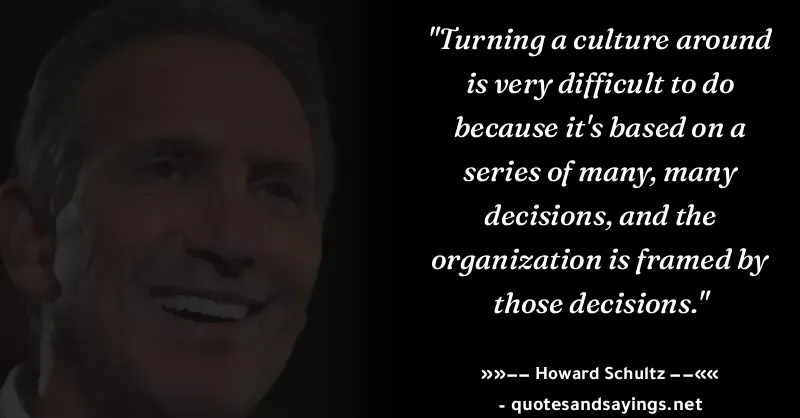 "Turning a culture around
is very difficult to do
because it's based on a
series of many, many
decisions, and the
organization is framed by
those decisions."
»»-- Howard Schultz --««
- quotesandsayings.net